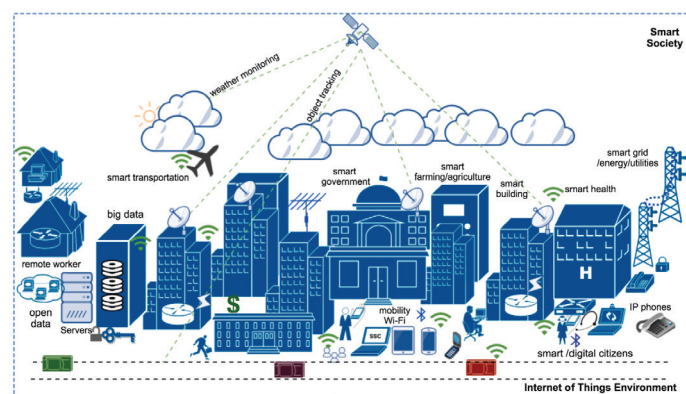 Smart
Society
weather monitoring
object tracking
smart grid
/energy/utilities
smart transportation
smart
government
smart
farming/agriculture
smart
building
smart health
big data
remote worker
open
data
Servers
$
H
mobility
Wi-Fi
SSC
IP phones
smart /digital citizens
Internet of Things Environment